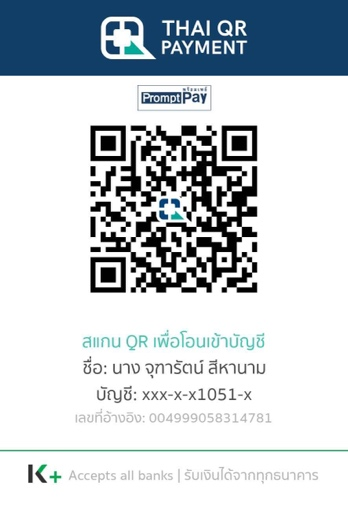 THAI QR
PAYMENT
พร้อมเพย์
PromptPay
สแกน QR เพื่อโอนเข้าบัญชี
ชื่อ: นาง จุฑารัตน์ สีหานาม
บัญชี: xxx-x-x1051-x
เลขที่อ้างอิง: 004999058314781
K+ Accepts all banks | รับเงินได้จากทุกธนาคาร